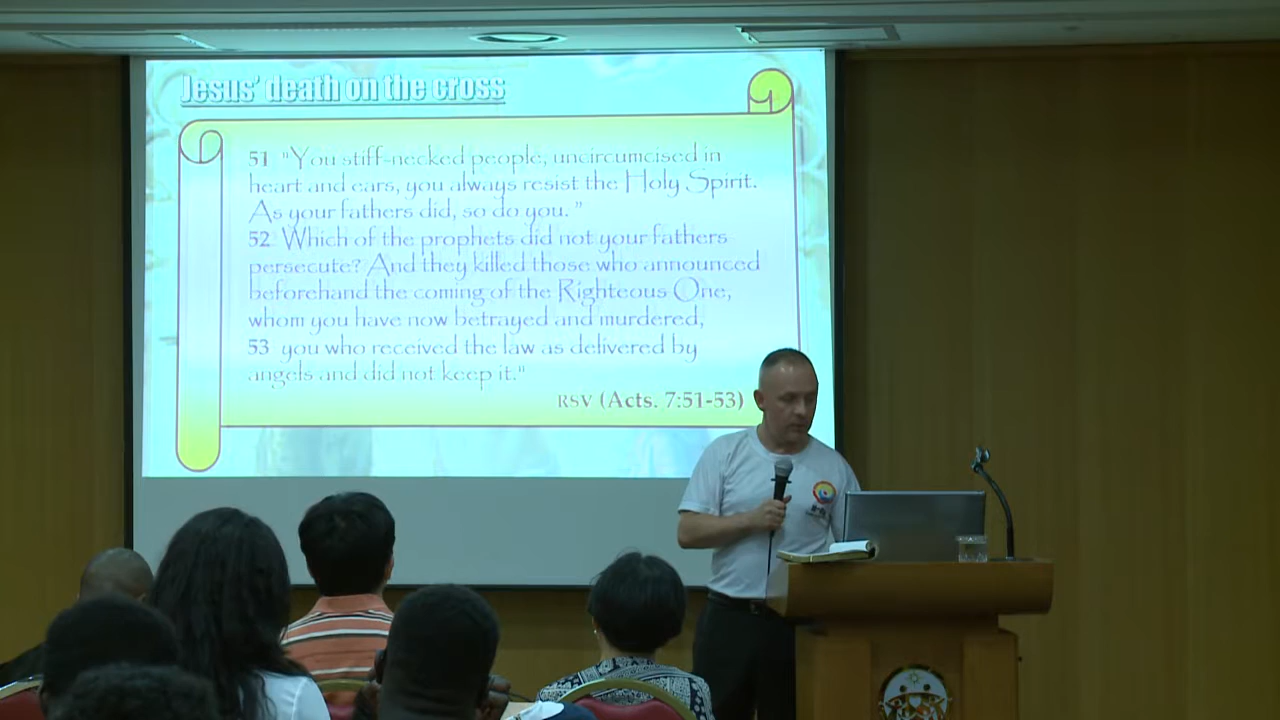 Jesus' death on the cross
51 "You stiff-necked people, uncircumcised in
heart and ears, you always resist the Holy Spirit.
As your fathers did, so do you."
52 Which of the prophets did not your fathers
persecute? And they killed those who announced
beforehand the coming of the Righteous One,
whom you have now betrayed and murdered,
53 you who received the law as delivered by
angels and did not keep it."
RSV (Acts. 7:51-53)